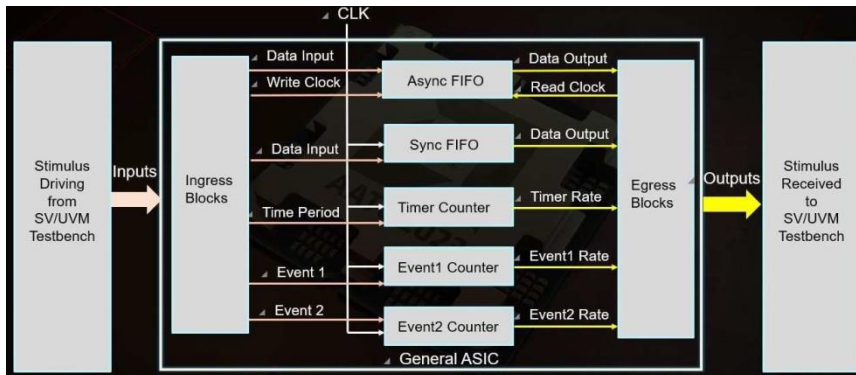 CLK
Data Input
Data Output
Write Clock
Async FIFO
Read Clock
Data Input
Sync FIFO
Data Output
Stimulus
Driving
from
SV/UVM
Testbench
Inputs
Ingress
Blocks
Time Period
Timer Counter
Timer Rate
Egress
Blocks
Outputs
Stimulus
Received
to
SV/UVM
Testbench
Event 1
Event1 Counter
Event1 Rate
Event 2
Event2 Counter
Event2 Rate
General ASIC